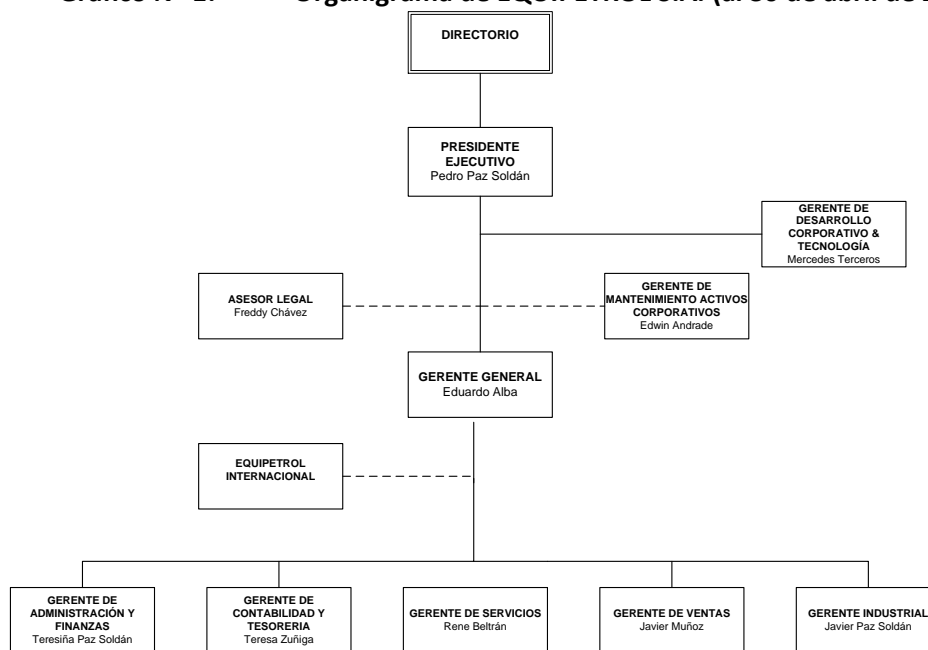 DIRECTORIO
PRESIDENTE
EJECUTIVO
Pedro Paz Soldán
GERENTE DE
DESARROLLO
CORPORATIVO &
TECNOLOGÍA
Mercedes Terceros
ASESOR LEGAL
Freddy Chávez
GERENTE DE
MANTENIMIENTO ACTIVOS
CORPORATIVOS
Edwin Andrade
GERENTE GENERAL
Eduardo Alba
EQUIPETROL
INTERNACIONAL
GERENTE DE
ADMINISTRACIÓN Y
FINANZAS
Teresiña Paz Soldán
GERENTE DE
CONTABILIDAD Y
TESORERIA
Teresa Zuñiga
GERENTE DE SERVICIOS
Rene Beltrán
GERENTE DE VENTAS
Javier Muñoz
GERENTE INDUSTRIAL
Javier Paz Soldán